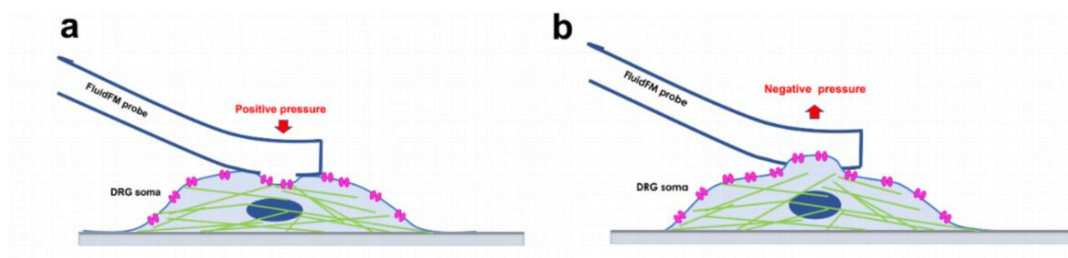 a
FluidFM probe
Positive pressure
DRG soma
b
FluidFM probe
Negative pressure
DRG soma